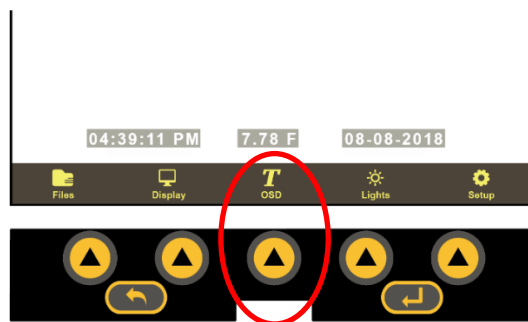 04:39:11 PM 7.78 F 08-08-2018
T
Files Display OSD Lights Setup